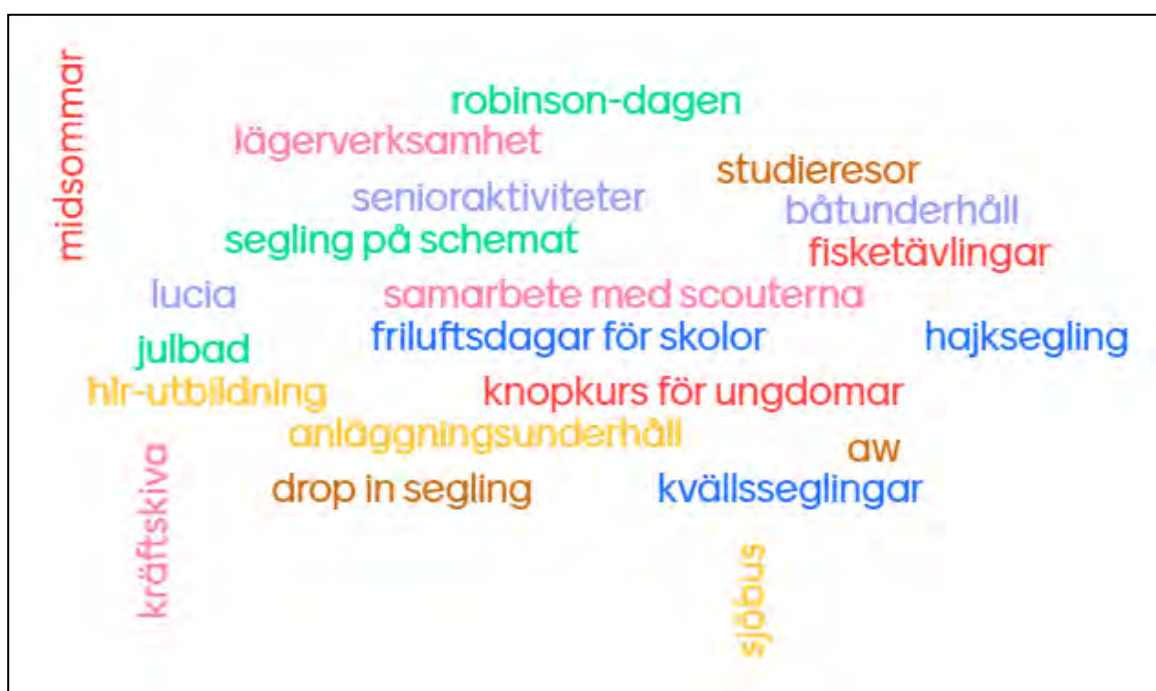 midsommar
robinson-dagen
lägerverksamhet
studieresor
senioraktiviteter
båtunderhåll
segling på schemat
fisketävlingar
lucia
samarbete med scouterna
friluftsdagar för skolor
hajksegling
julbad
hlr-utbildning
knopkurs för ungdomar
anläggningsunderhåll
aw
kräftskiva
drop in segling
kvällsseglingar
sjöbus